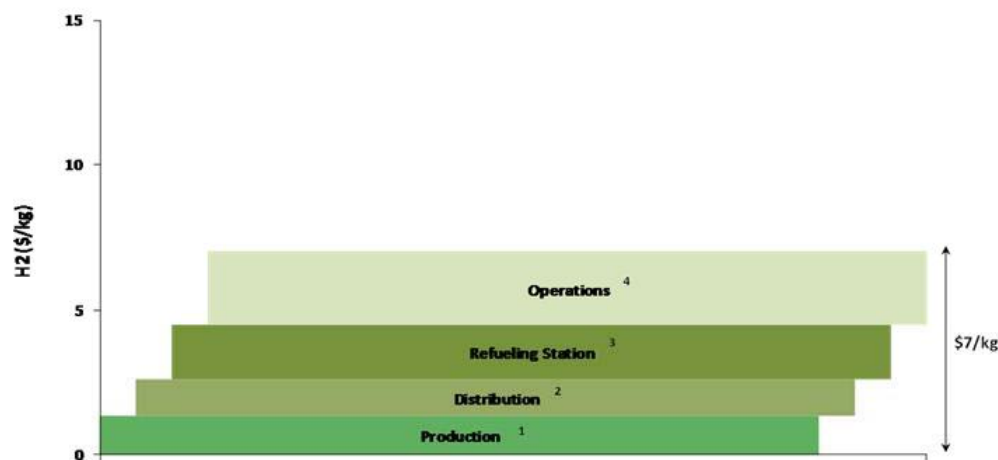 15
10
H2($/kg)
Operations 4
5
$7/kg
Refueling Station 3
Distribution 2
Production 1
0